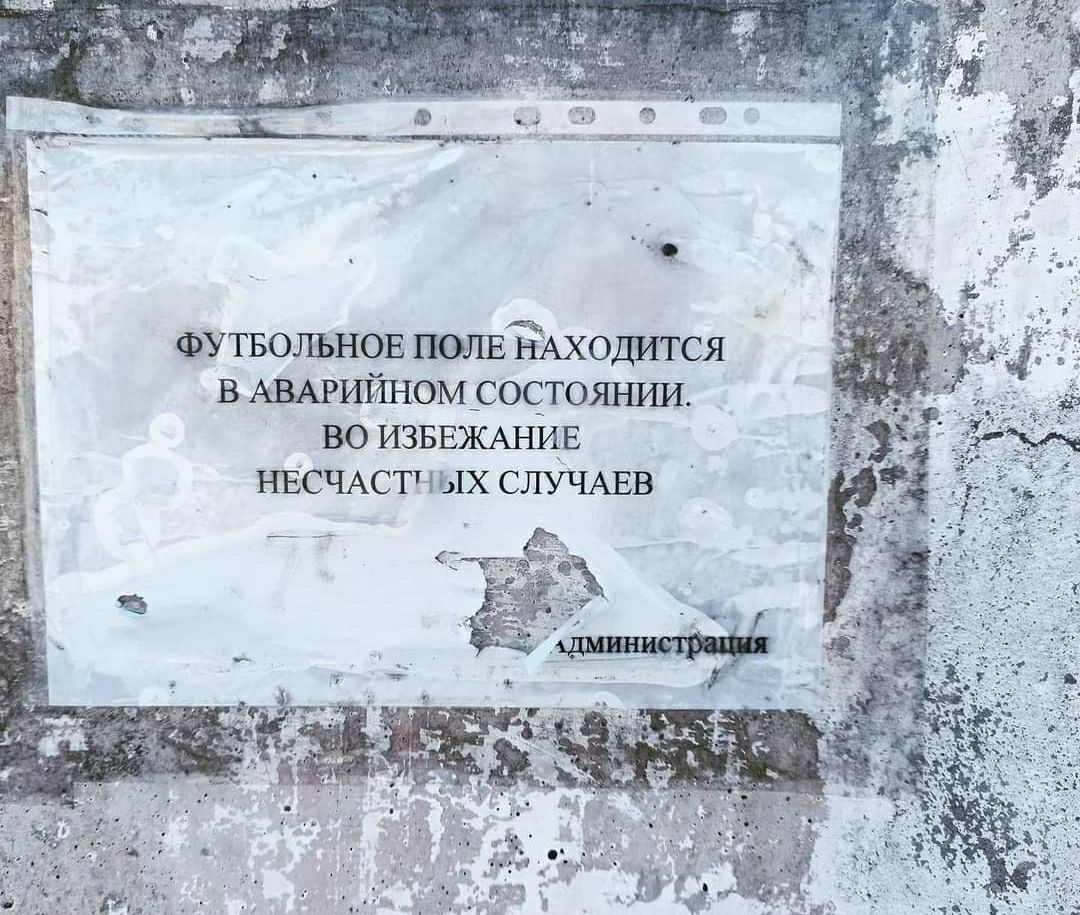 ФУТБОЛЬНОЕ ПОЛЕ НАХОДИТСЯ
В АВАРИЙНОМ СОСТОЯНИИ.
ВО ИЗБЕЖАНИЕ
НЕСЧАСТНЫХ СЛУЧАЕВ
Администрация